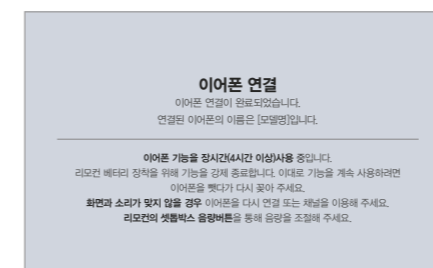 이어폰 연결
이어폰 연결이 완료되었습니다.
연결된 이어폰의 이름은 [모델명]입니다.
이어폰 기능을 장시간(4시간 이상)사용 중입니다.
리모컨 베터리 장착을 위해 기능을 강제 종료합니다. 이대로 기능을 계속 사용하려면
이어폰을 뺏다가 다시 꽂아 주세요.
화면과 소리가 맞지 않을 경우 이어폰을 다시 연결 또는 채널을 이용해 주세요.
리모컨의 셋톱박스 음량버튼을 통해 음량을 조절해 주세요.